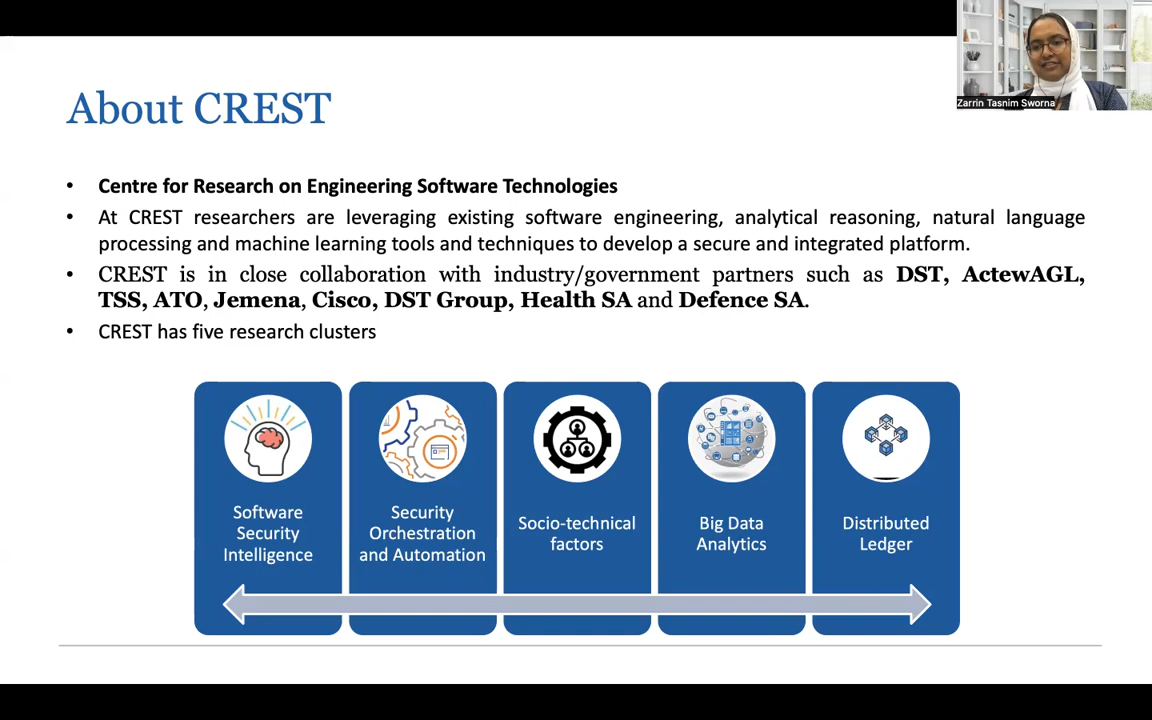 Zarrin Tasnim Sworna
About CREST
• Centre for Research on Engineering Software Technologies
• At CREST researchers are leveraging existing software engineering, analytical reasoning, natural language
processing and machine learning tools and techniques to develop a secure and integrated platform.
• CREST is in close collaboration with industry/government partners such as DST, ActewAGL,
TSS, ATO, Jemena, Cisco, DST Group, Health SA and Defence SA.
• CREST has five research clusters
Software
Security
Intelligence
Security
Orchestration
and Automation
Socio-technical
factors
Big Data
Analytics
Distributed
Ledger